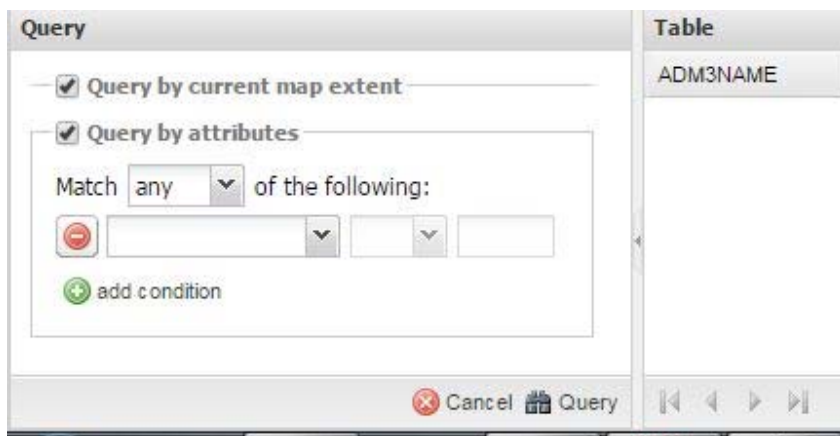 Query
Query by current map extent
Query by attributes
Match any of the following:
add condition
Cancel Query
Table
ADM3NAME